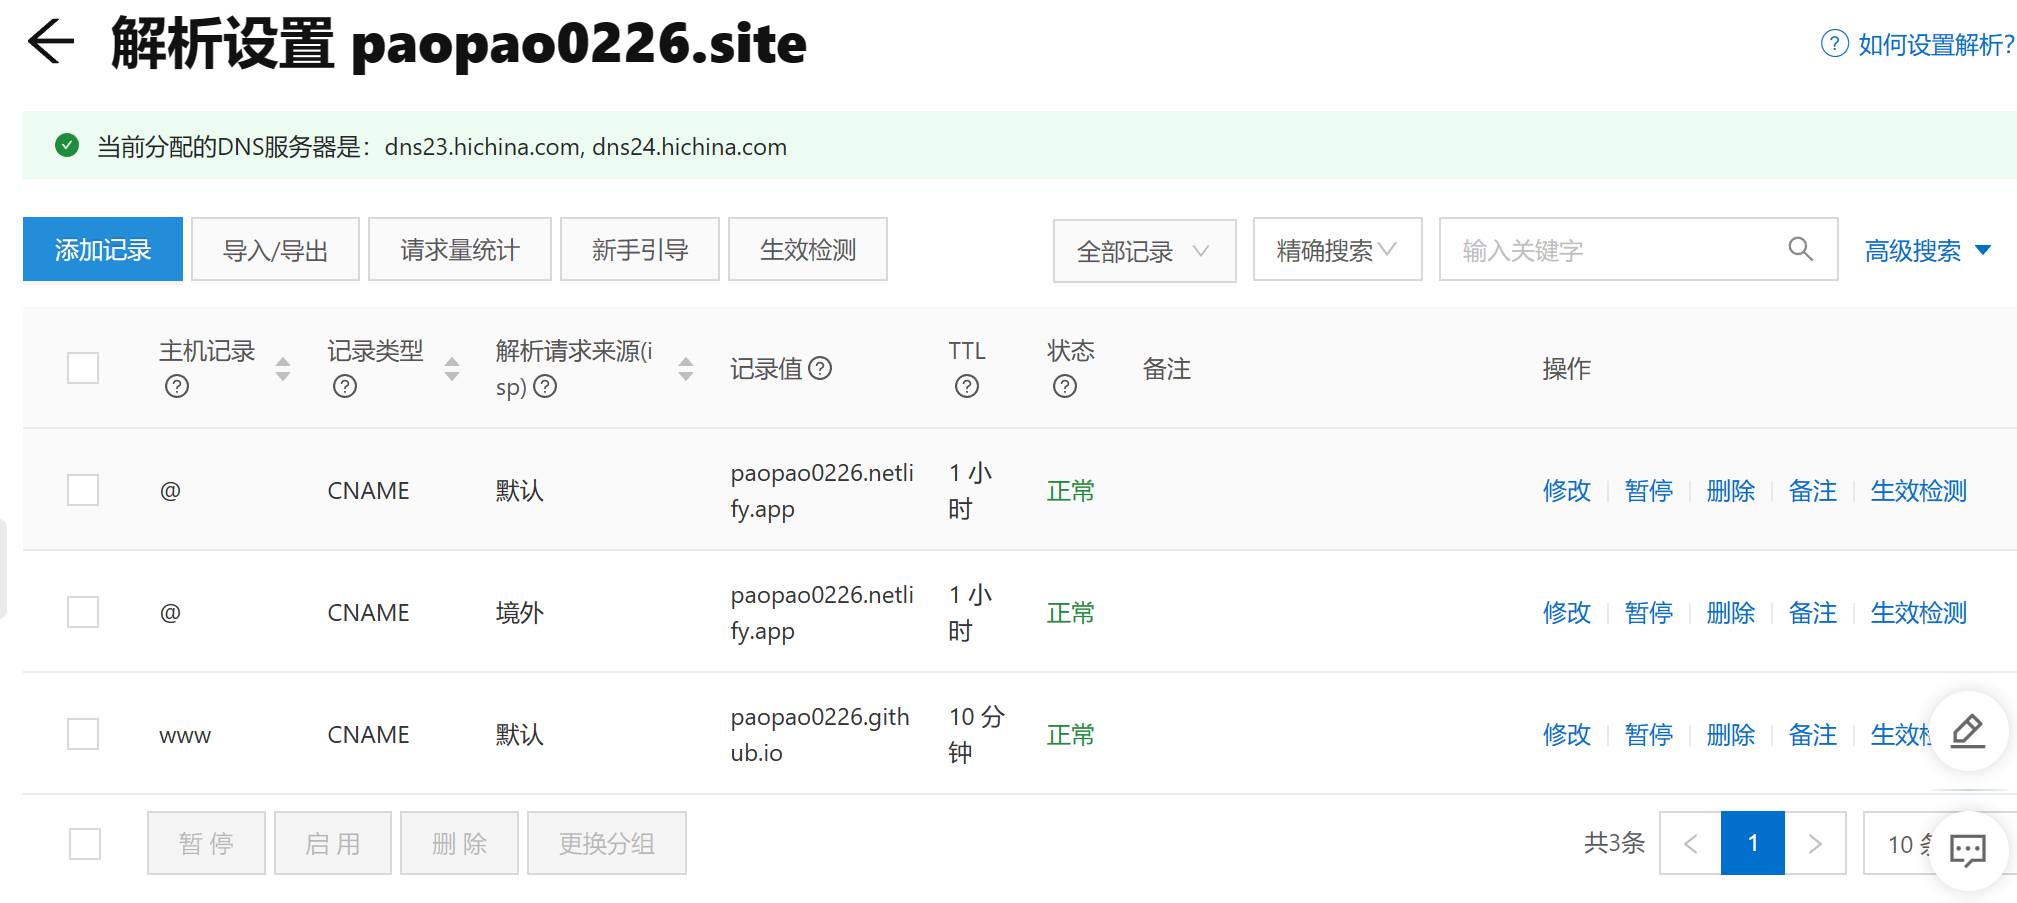 解析设置 paopao0226.site
如何设置解析?
当前分配的DNS服务器是：dns23.hichina.com, dns24.hichina.com
添加记录 导入/导出 请求量统计 新手引导 生效检测 全部记录 精确搜索 输入关键字 高级搜索
主机记录 记录类型 解析请求来源(i
sp) 记录值 TTL 状态 备注 操作
@ CNAME 默认 paopao0226.netli
fy.app 1 小
时 正常 修改 暂停 删除 备注 生效检测
@ CNAME 境外 paopao0226.netli
fy.app 1 小
时 正常 修改 暂停 删除 备注 生效检测
www CNAME 默认 paopao0226.gith
ub.io 10 分
钟 正常 修改 暂停 删除 备注 生效
暂停 启用 删除 更换分组 共3条 1 10